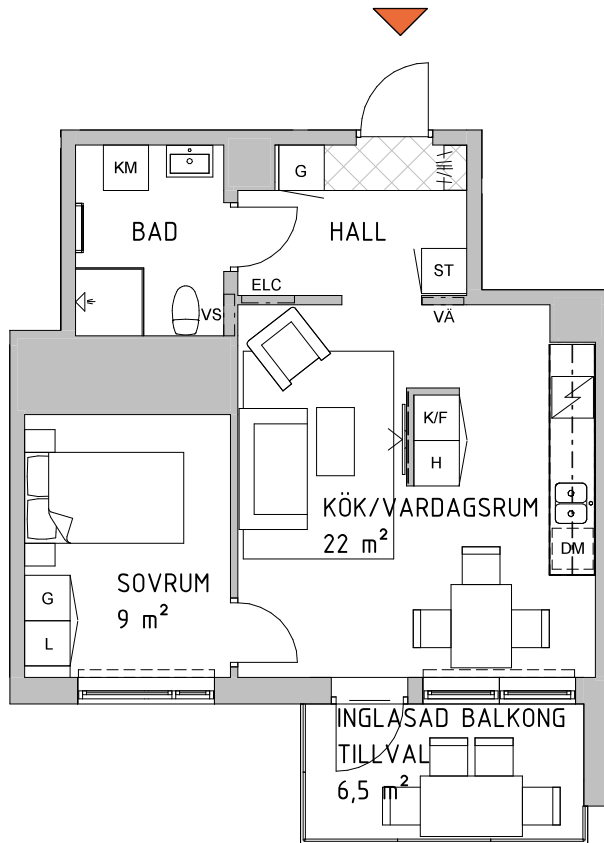 KM
G
BAD
HALL
ST
ELC
VS
VÄ
K/F
H
KÖK/VARDAGSRUM
22 m²
DM
SOVRUM
9 m²
G
L
INGLASAD BALKONG
TILLVAL
6,5 m²